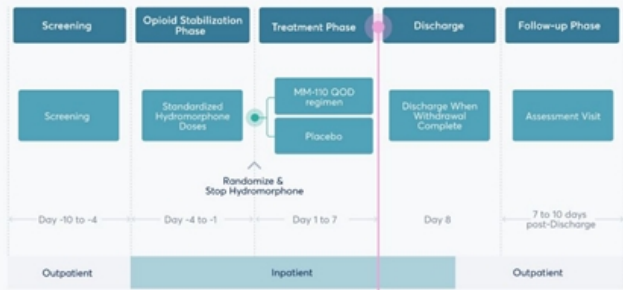 Screening
Opioid Stabilization
Phase
Treatment Phase
Discharge
Follow-up Phase
Screening
Standardized
Hydromorphone
Doses
MM-110 QOD
regimen
Placebo
Discharge When
Withdrawal
Complete
Assessment Visit
Randomize &
Stop Hydromorphone
Day -10 to -4
Day -4 to -1
Day 1 to 7
Day 8
7 to 10 days
post-Discharge
Outpatient
Inpatient
Outpatient